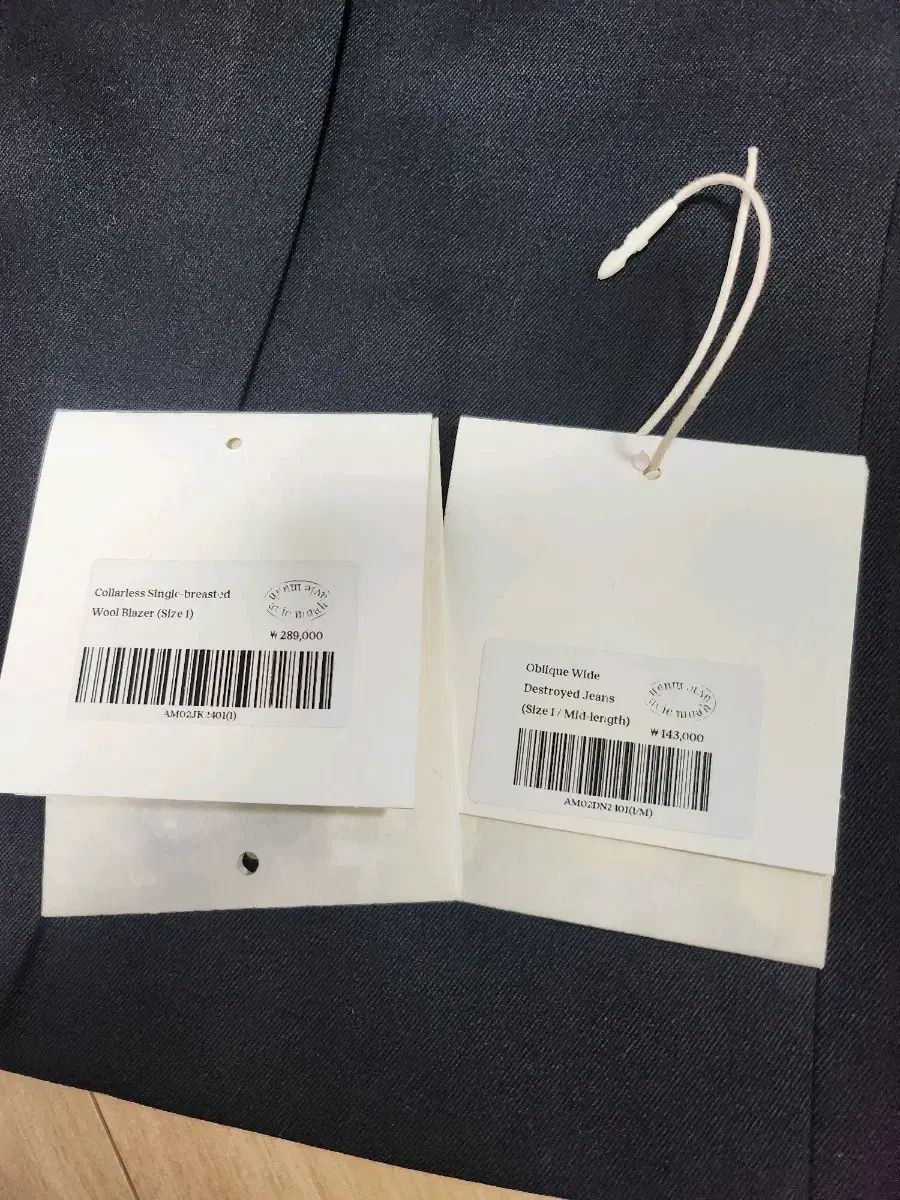 Collarless Single-breasted
Wool Blazer (Size 1)
₩ 289,000
AM02JK2401(1)
Oblique Wide
Destroyed Jeans
(Size 1 / Mid-length)
₩ 143,000
AM02DN2401(1/M)